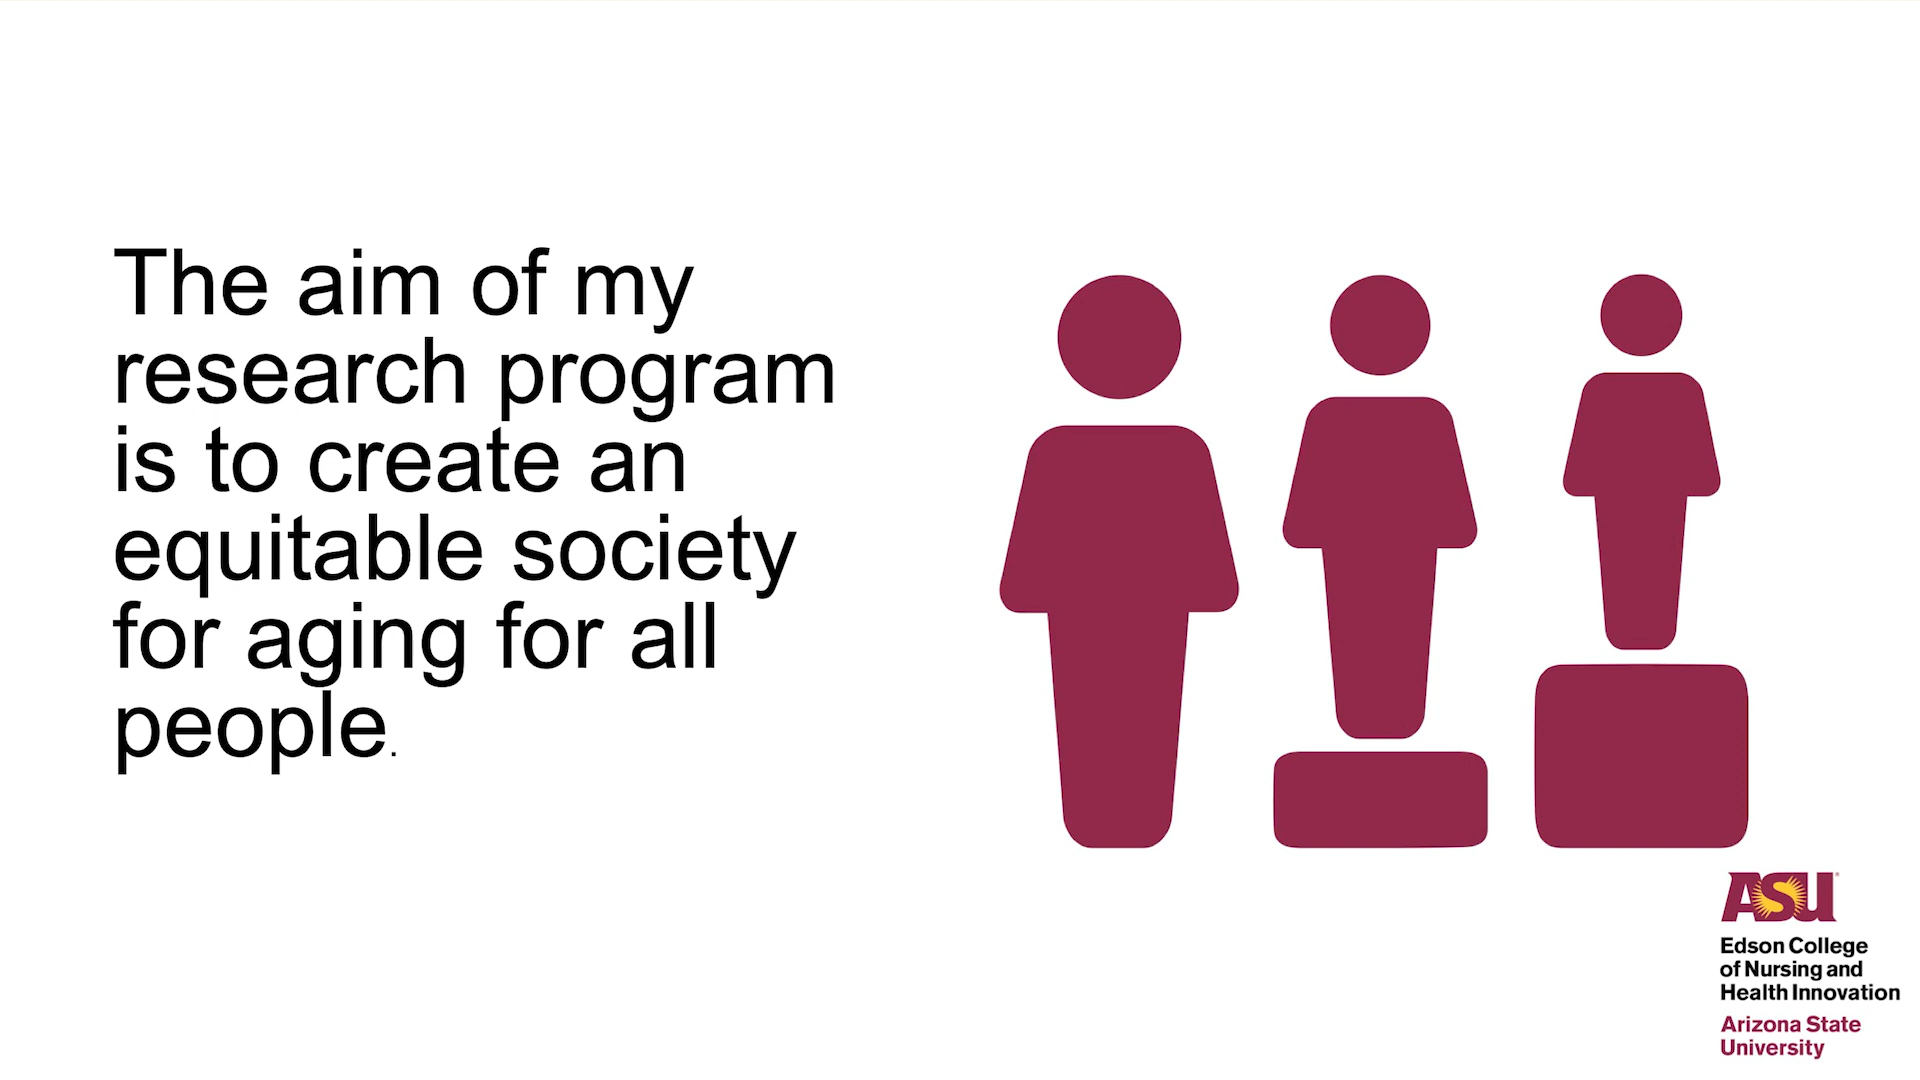 The aim of my
research program
is to create an
equitable society
for aging for all
people.
ASU
Edson College
of Nursing and
Health Innovation
Arizona State
University